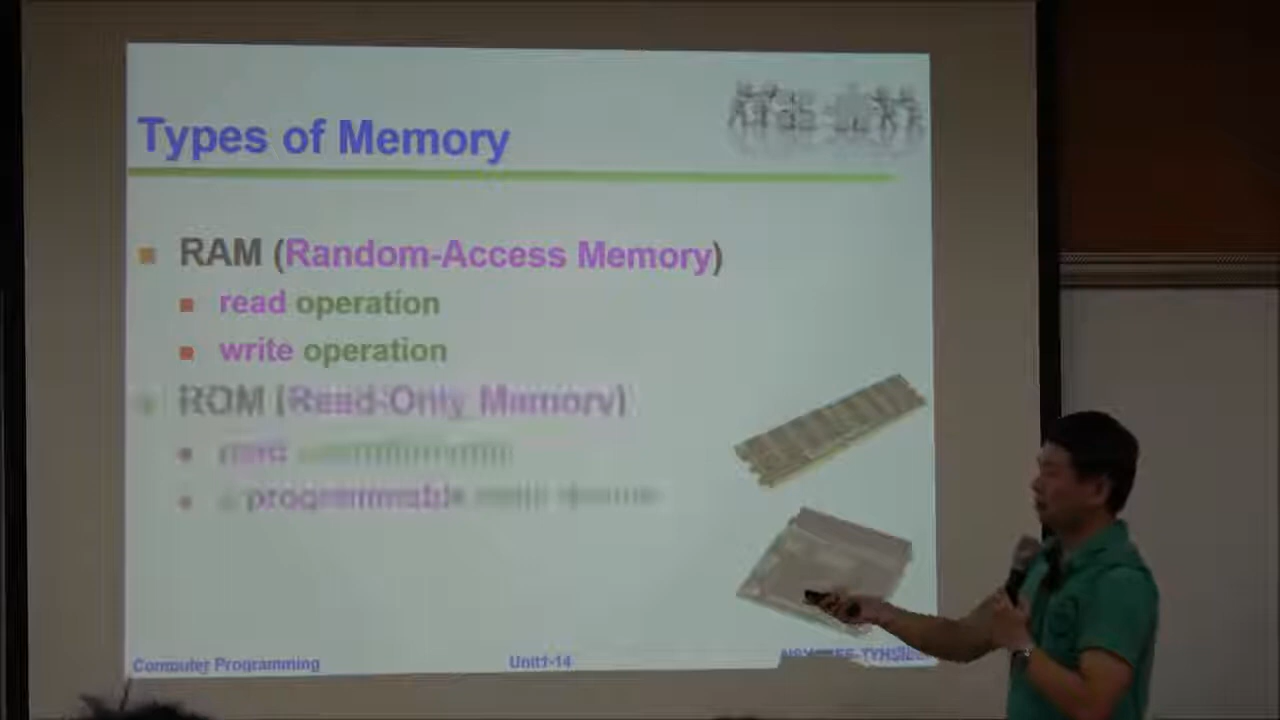 Types of Memory
RAM (Random-Access Memory)
read operation
write operation
ROM (Read-Only Memory)
programmable
Computer Programming
Unit1-14